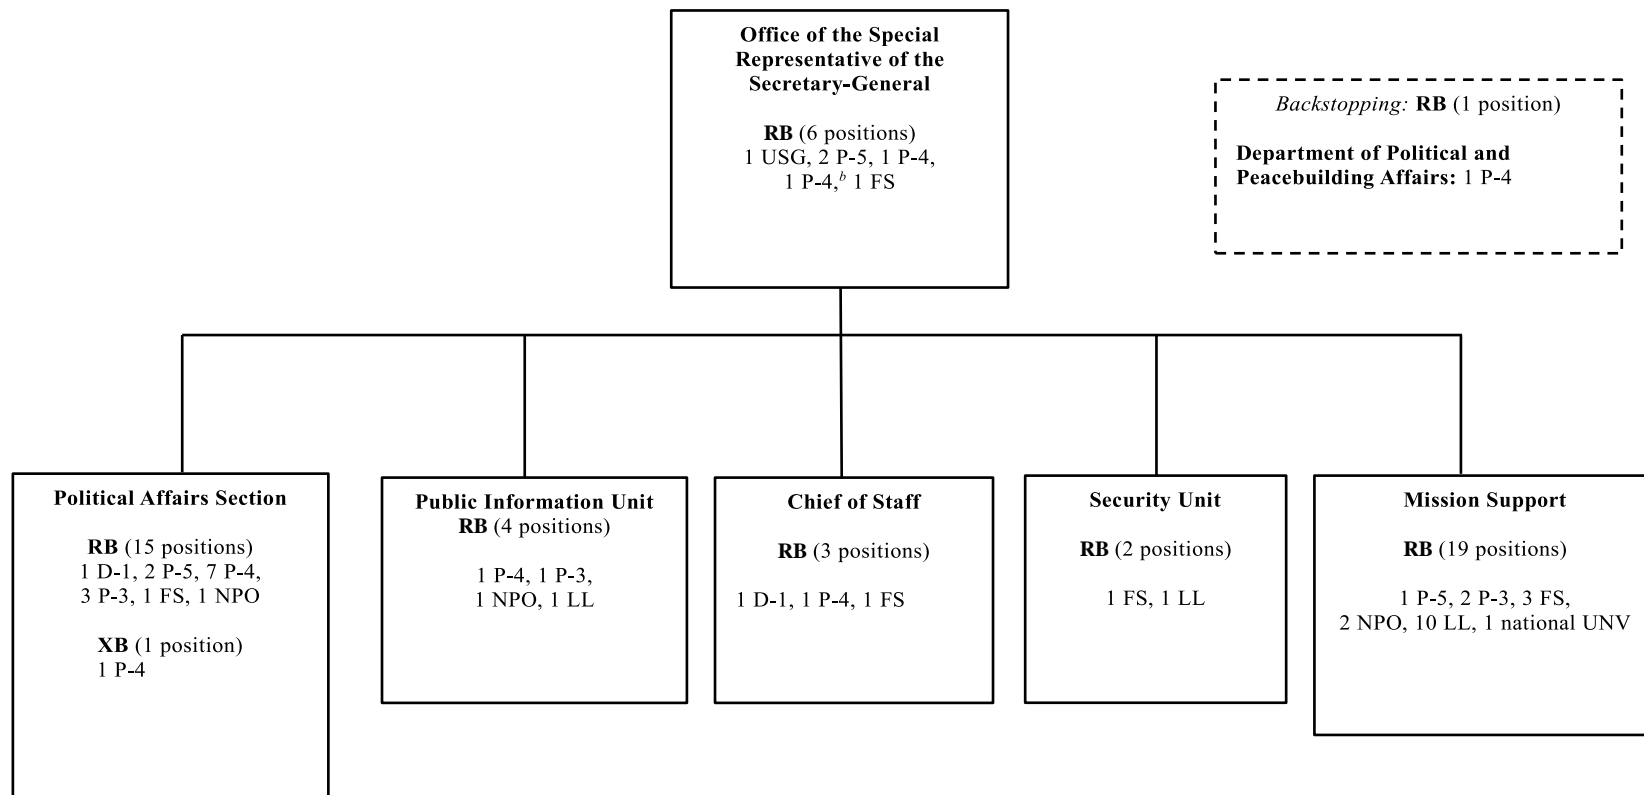 Office of the Special
Representative of the
Secretary-General
RB (6 positions)
1 USG, 2 P-5, 1 P-4,
1 P-4,b 1 FS
Backstopping: RB (1 position)
Department of Political and
Peacebuilding Affairs: 1 P-4
Political Affairs Section
RB (15 positions)
1 D-1, 2 P-5, 7 P-4,
3 P-3, 1 FS, 1 NPO
XB (1 position)
1 P-4
Public Information Unit
RB (4 positions)
1 P-4, 1 P-3,
1 NPO, 1 LL
Chief of Staff
RB (3 positions)
1 D-1, 1 P-4, 1 FS
Security Unit
RB (2 positions)
1 FS, 1 LL
Mission Support
RB (19 positions)
1 P-5, 2 P-3, 3 FS,
2 NPO, 10 LL, 1 national UNV